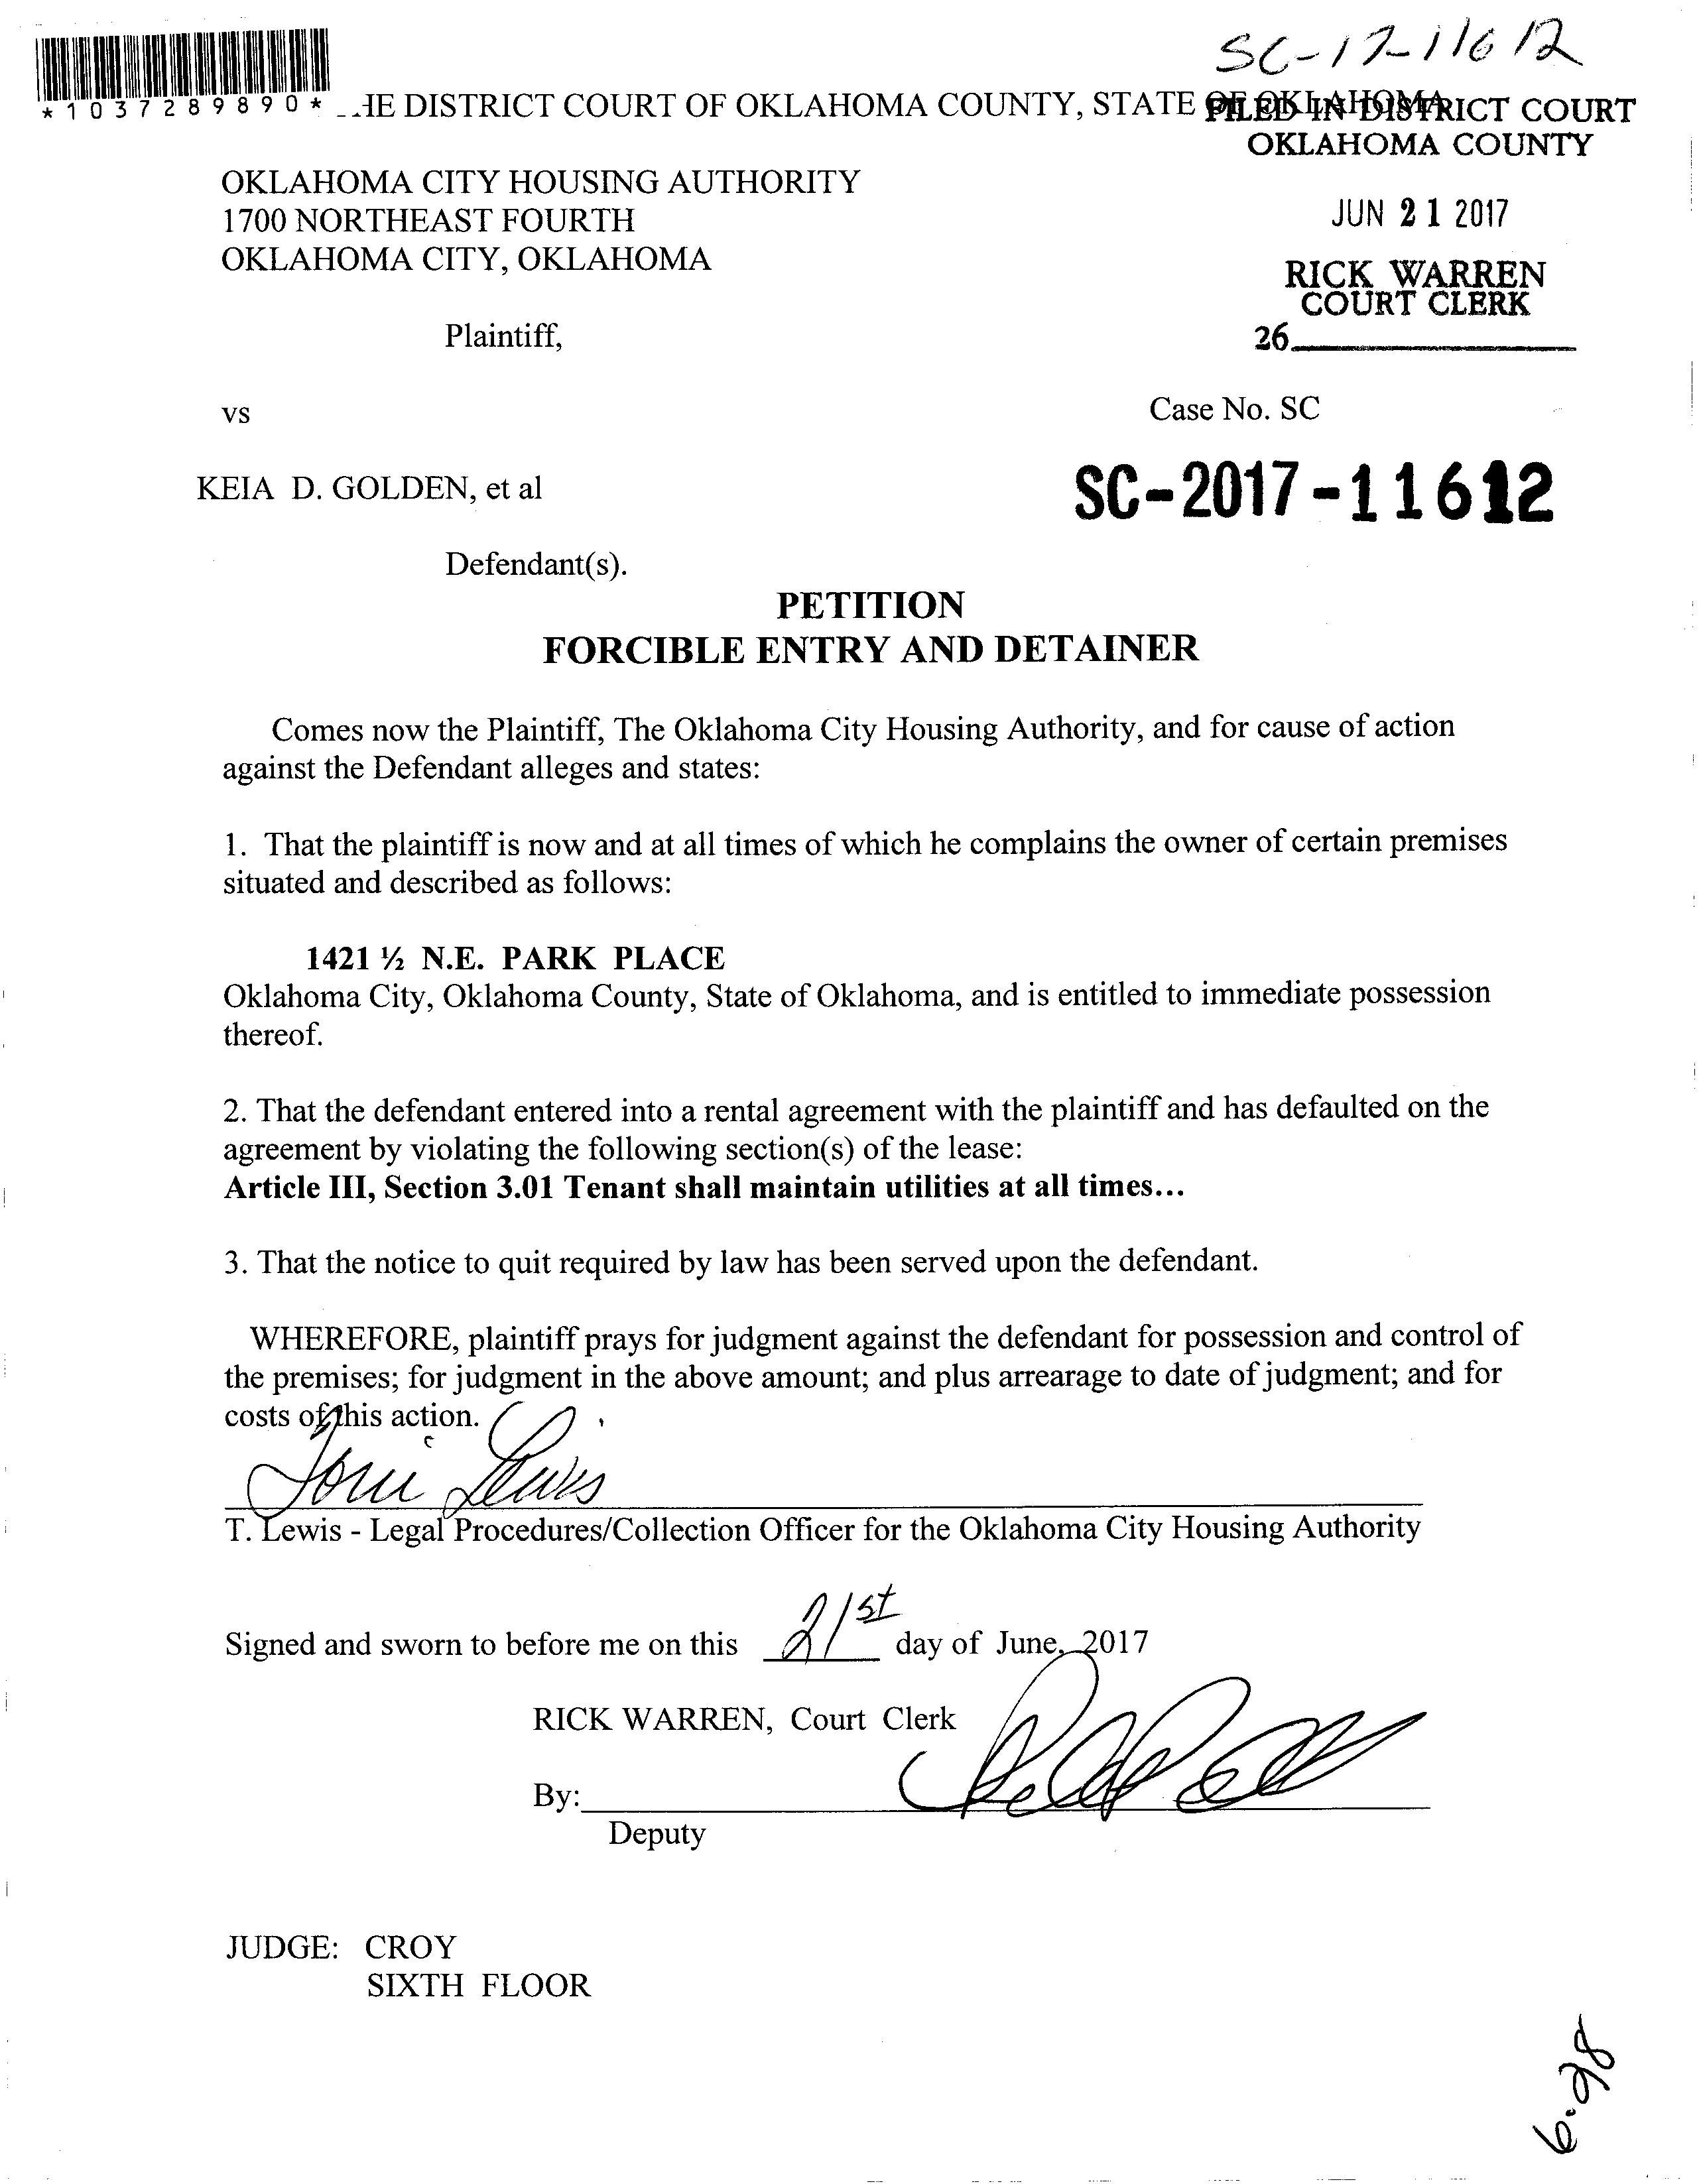 SC-17-11612
*1037289890*
HE DISTRICT COURT OF OKLAHOMA COUNTY, STATE OF OKLAHOMA
FILED IN DISTRICT COURT
OKLAHOMA COUNTY
OKLAHOMA CITY HOUSING AUTHORITY
1700 NORTHEAST FOURTH
OKLAHOMA CITY, OKLAHOMA
JUN 21 2017
RICK WARREN
COURT CLERK
26
Plaintiff,
vs
Case No. SC
KEIA D. GOLDEN, et al
SC-2017-11612
Defendant(s).
PETITION
FORCIBLE ENTRY AND DETAINER
Comes now the Plaintiff, The Oklahoma City Housing Authority, and for cause of action
against the Defendant alleges and states:
1. That the plaintiff is now and at all times of which he complains the owner of certain premises
situated and described as follows:
1421 ½ N.E. PARK PLACE
Oklahoma City, Oklahoma County, State of Oklahoma, and is entitled to immediate possession
thereof.
2. That the defendant entered into a rental agreement with the plaintiff and has defaulted on the
agreement by violating the following section(s) of the lease:
Article III, Section 3.01 Tenant shall maintain utilities at all times...
3. That the notice to quit required by law has been served upon the defendant.
WHEREFORE, plaintiff prays for judgment against the defendant for possession and control of
the premises; for judgment in the above amount; and plus arrearage to date of judgment; and for
costs of this action.
Toni Lewis
T. Lewis - Legal Procedures/Collection Officer for the Oklahoma City Housing Authority
Signed and sworn to before me on this 21st day of June, 2017
RICK WARREN, Court Clerk
By:
Deputy
JUDGE: CROY
SIXTH FLOOR
6-28